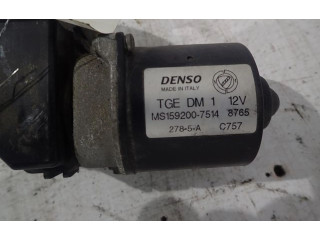 DENSO
MADE IN ITALY
TGE DM 1 12V
MS159200-7514 8765
278-5-A C757